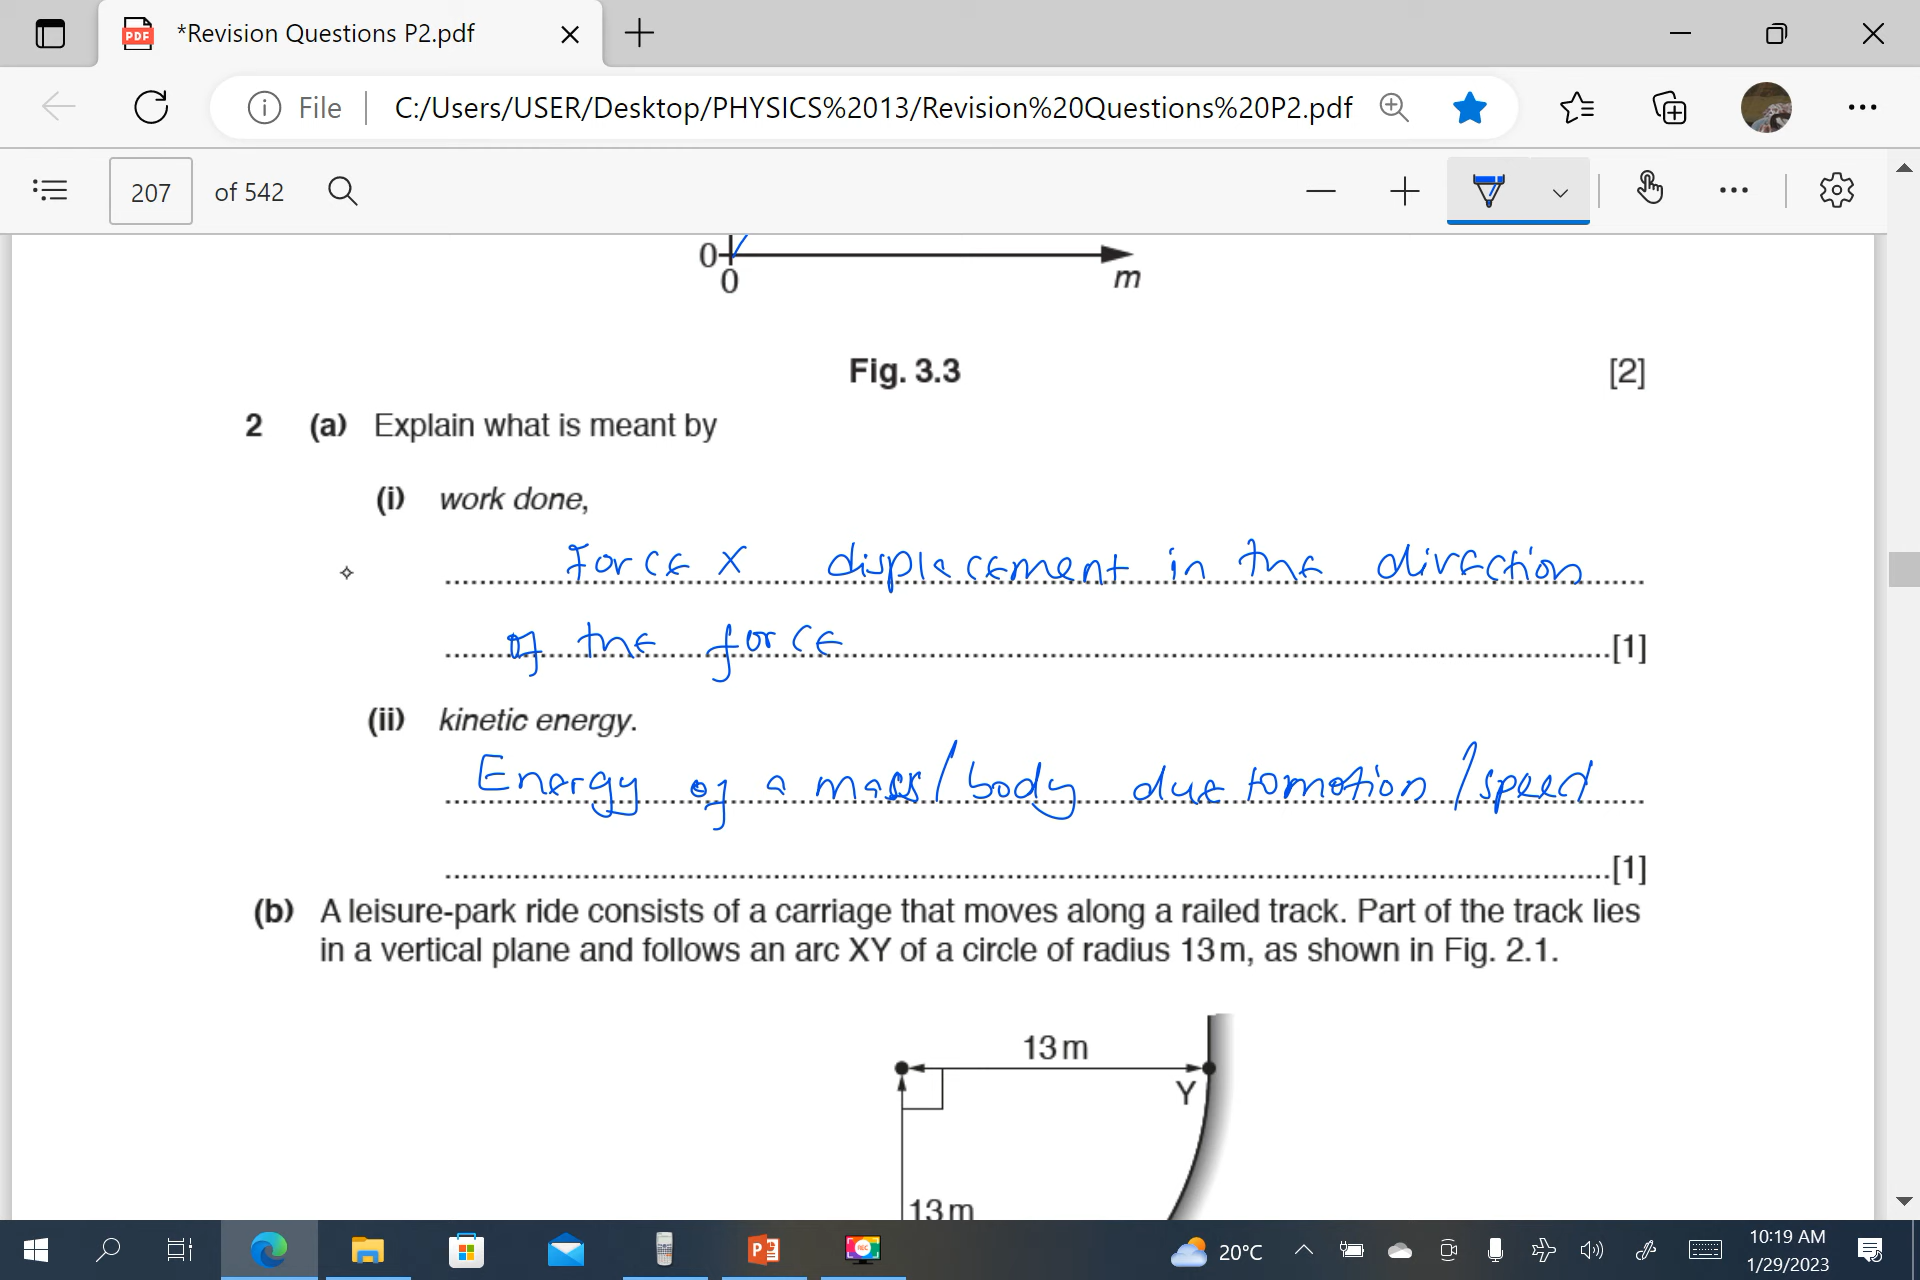 *Revision Questions P2.pdf
File
C:/Users/USER/Desktop/PHYSICS%2013/Revision%20Questions%20P2.pdf
207 of 542
0
0
m
Fig. 3.3 [2]
2 (a) Explain what is meant by
(i) work done,
Force X displacement in the direction
of the force [1]
(ii) kinetic energy.
Energy of a mass/body due to motion/speed
[1]
(b) A leisure-park ride consists of a carriage that moves along a railed track. Part of the track lies
in a vertical plane and follows an arc XY of a circle of radius 13 m, as shown in Fig. 2.1.
13 m
Y
13 m
20°C
10:19 AM
1/29/2023